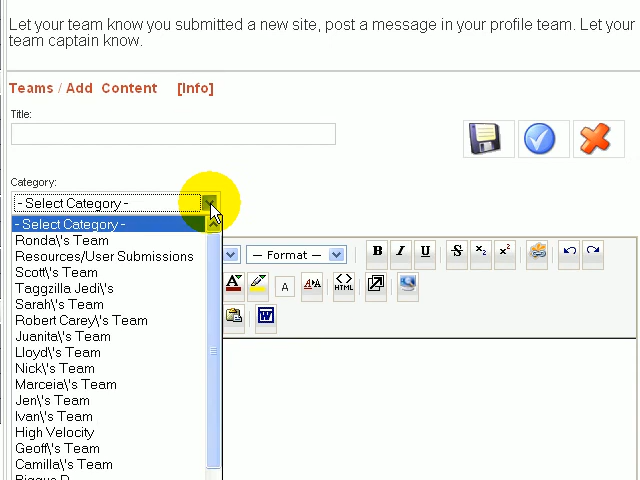 Let your team know you submitted a new site, post a message in your profile team. Let your
team captain know.
Teams / Add Content [Info]
Title:
Category:
- Select Category -
- Select Category -
Ronda\'s Team
Resources/User Submissions
Scott\'s Team
Taggzilla Jedi\'s
Sarah\'s Team
Robert Carey\'s Team
Juanita\'s Team
Lloyd\'s Team
Nick\'s Team
Marceia\'s Team
Jen\'s Team
Ivan\'s Team
High Velocity
Geoff\'s Team
Camilla\'s Team
— Format —
B I U S x₂ x²
A A HTML
W